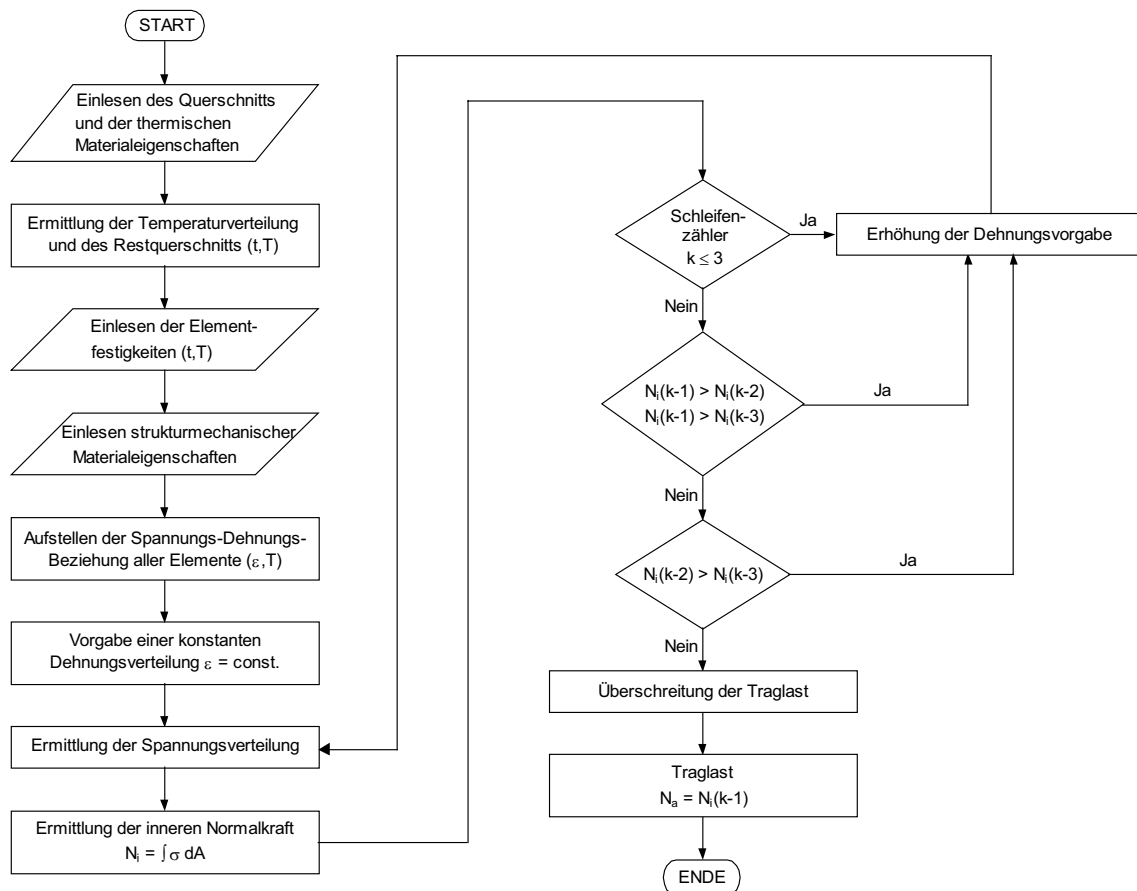 START
Einlesen des Querschnitts
und der thermischen
Materialeigenschaften
Ermittlung der Temperaturverteilung
und des Restquerschnitts (t,T)
Einlesen der Element-
festigkeiten (t,T)
Einlesen strukturmechanischer
Materialeigenschaften
Aufstellen der Spannungs-Dehnungs-
Beziehung aller Elemente (ε,T)
Vorgabe einer konstanten
Dehnungsverteilung ε = const.
Ermittlung der Spannungsverteilung
Ermittlung der inneren Normalkraft
Nᵢ = ∫ σ dA
Schleifen-
zähler
k ≤ 3
Ja
Erhöhung der Dehnungsvorgabe
Nein
Nᵢ(k-1) > Nᵢ(k-2)
Nᵢ(k-1) > Nᵢ(k-3)
Ja
Nein
Nᵢ(k-2) > Nᵢ(k-3)
Ja
Nein
Überschreitung der Traglast
Traglast
Nₐ = Nᵢ(k-1)
ENDE